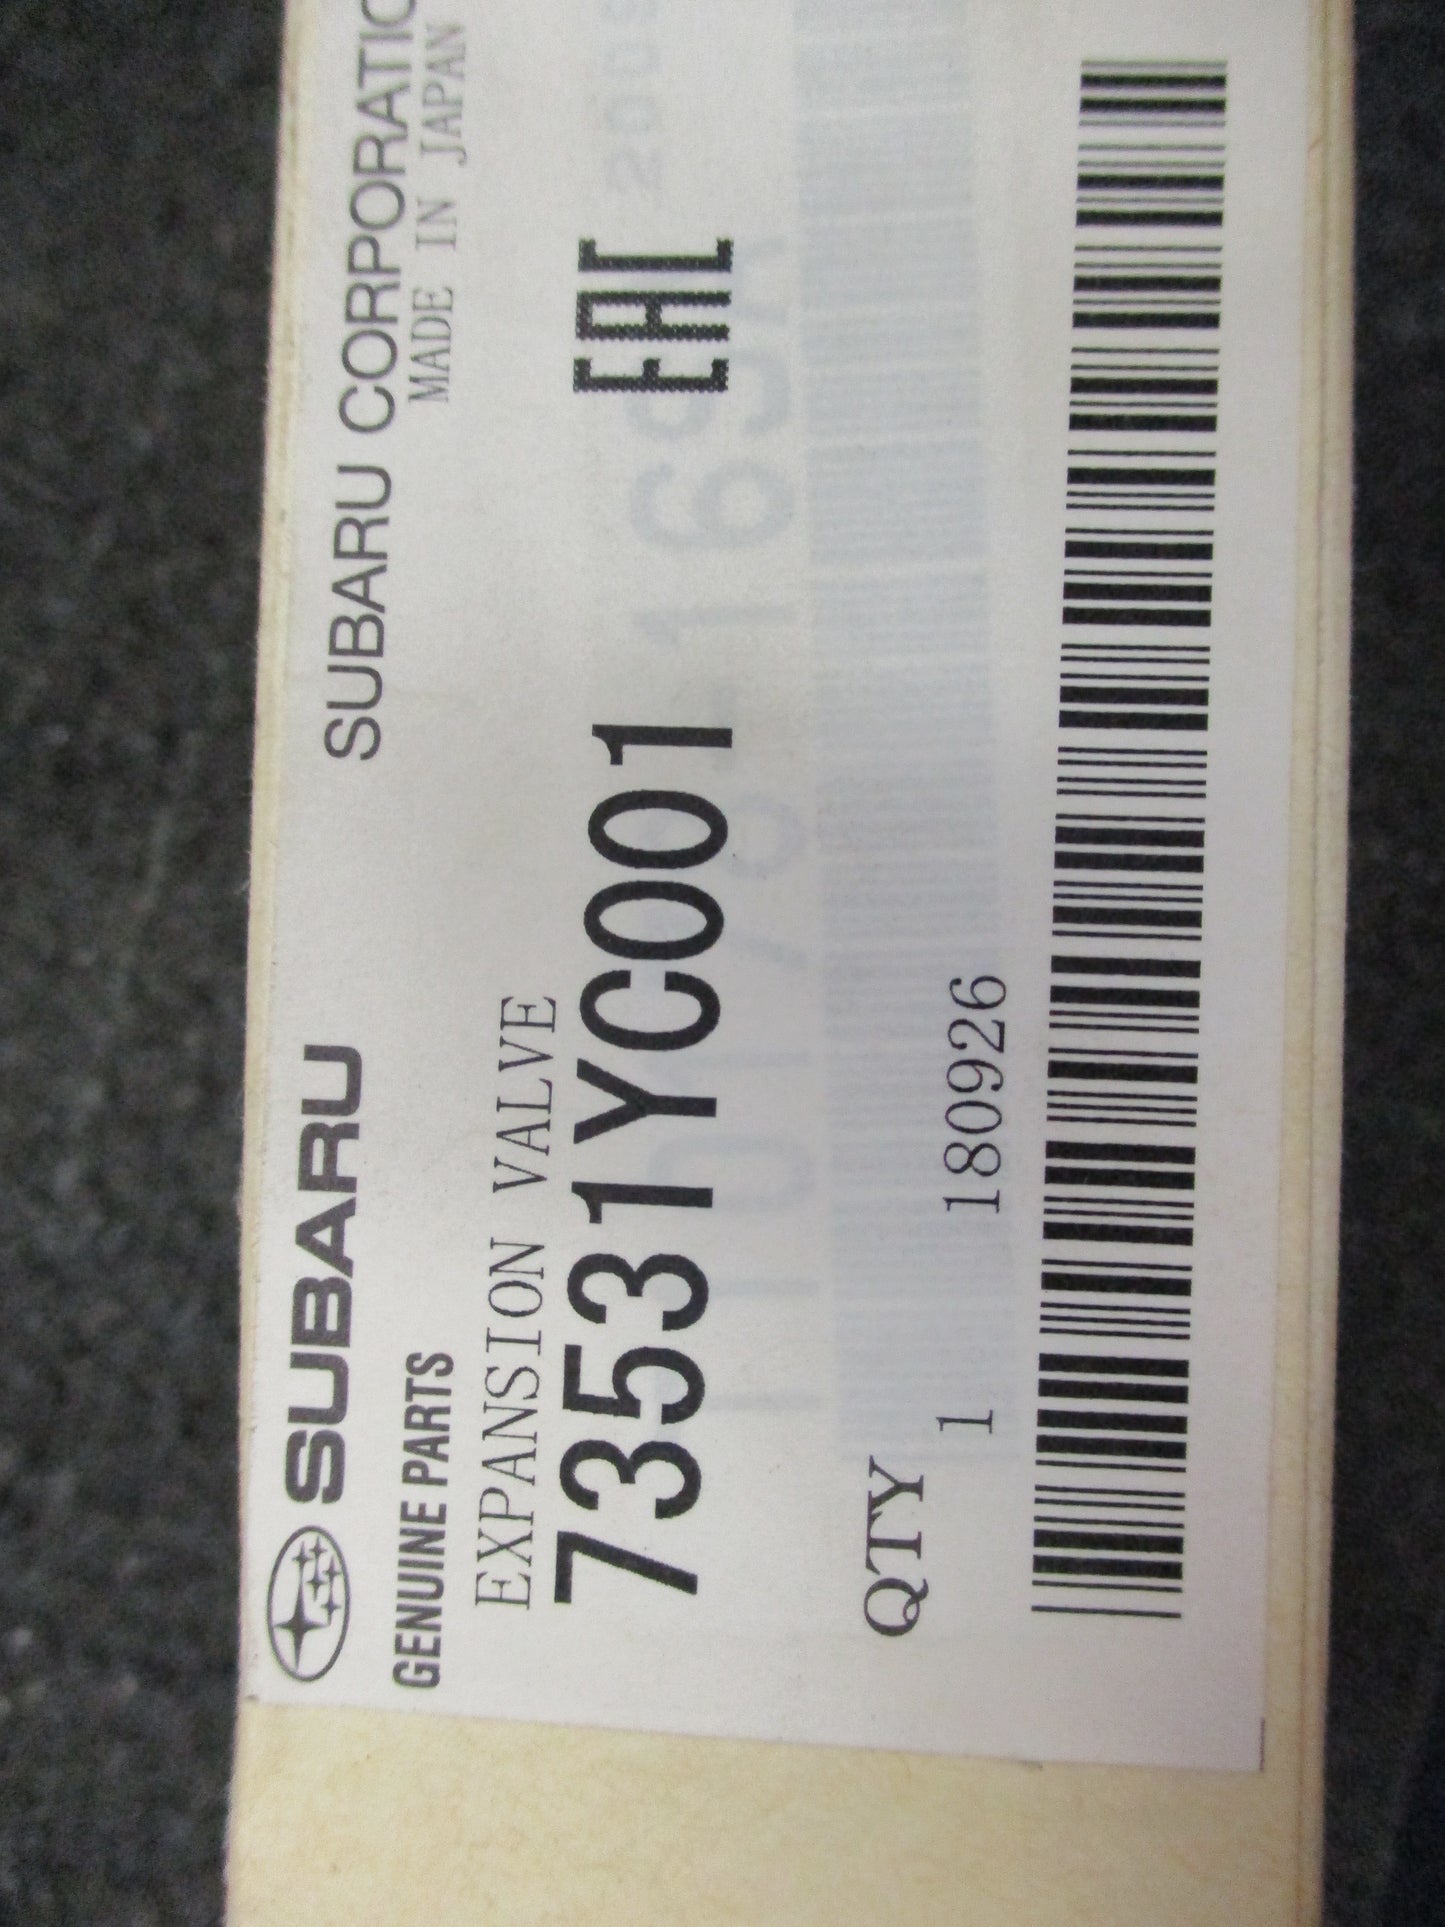 SUBARU
SUBARU CORPORATIO
GENUINE PARTS
MADE IN JAPAN
EXPANSION VALVE
73531YC001
EAC
QTY 1
180926